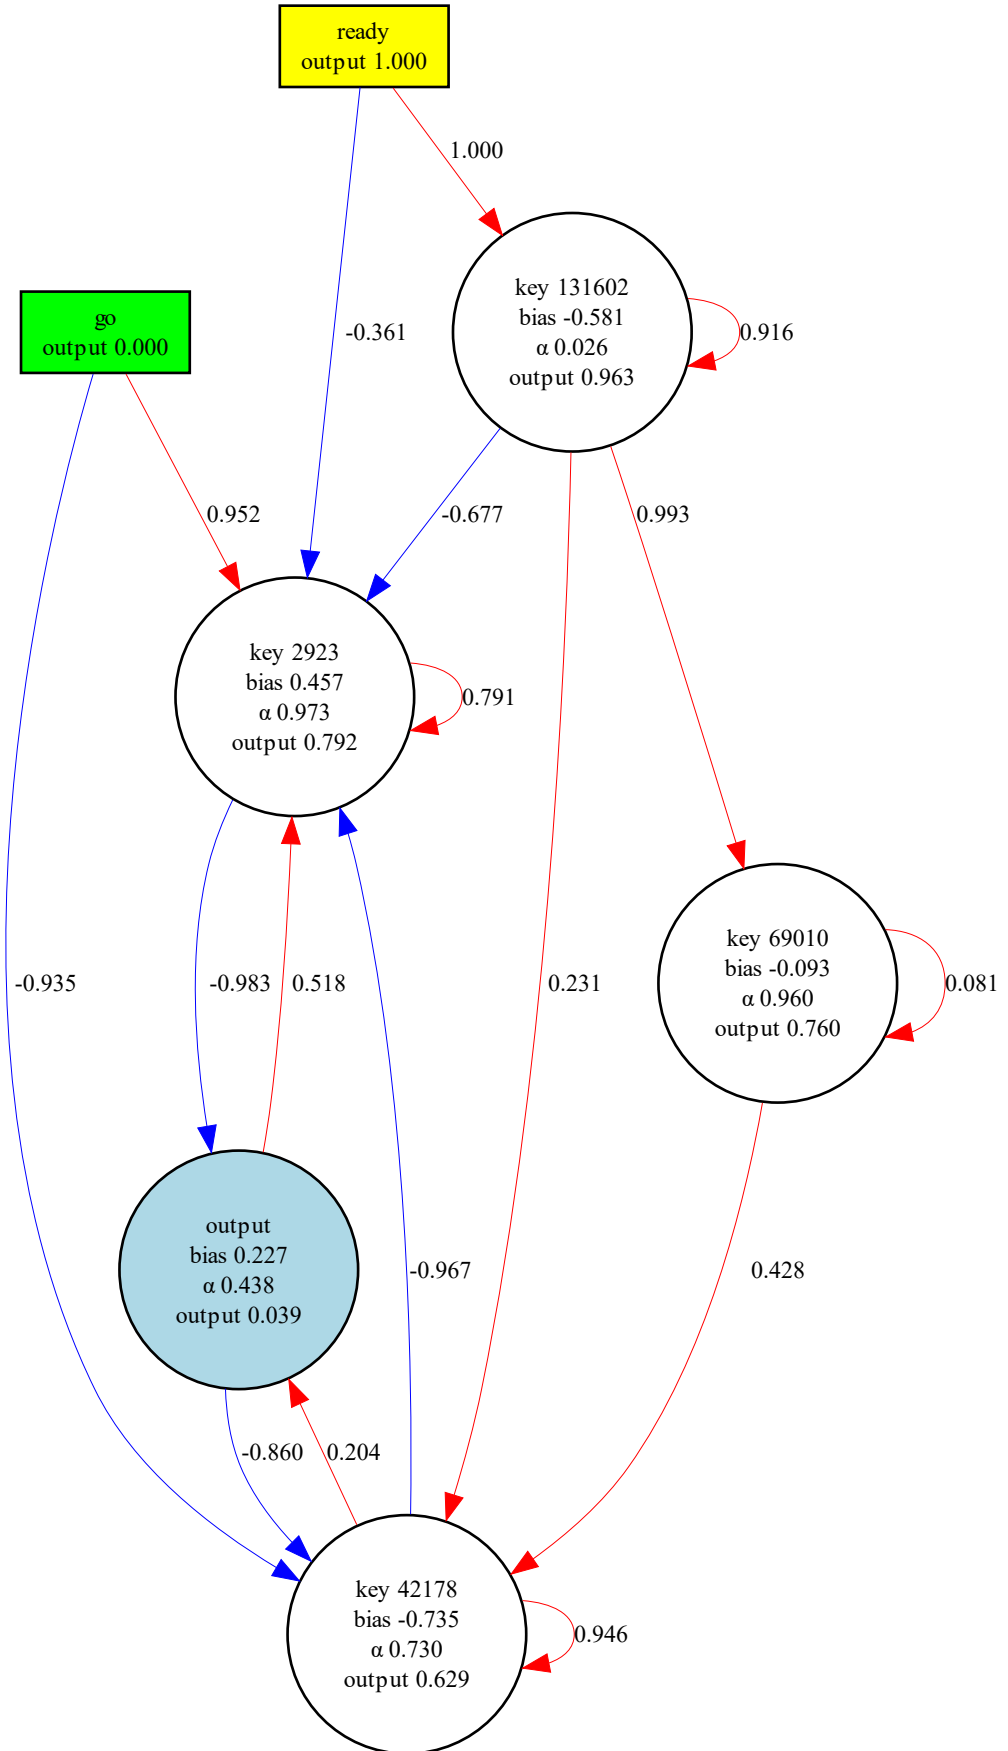 ready
output 1.000
1.000
key 131602
bias -0.581
α 0.026
output 0.963
0.916
go
output 0.000
-0.361
0.952
-0.677
0.993
key 2923
bias 0.457
α 0.973
output 0.792
0.791
key 69010
bias -0.093
α 0.960
output 0.760
0.081
-0.935
-0.983
0.518
0.231
output
bias 0.227
α 0.438
output 0.039
-0.967
0.428
-0.860
0.204
key 42178
bias -0.735
α 0.730
output 0.629
0.946